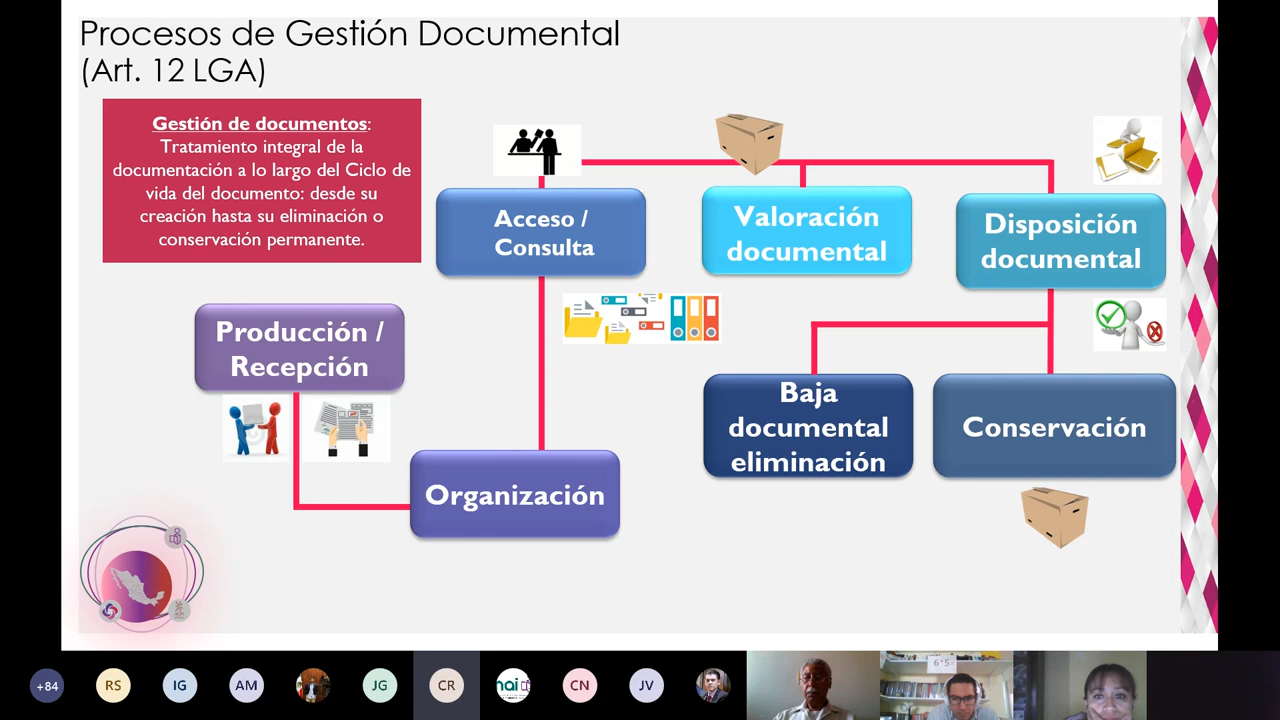 Procesos de Gestión Documental
(Art. 12 LGA)
Gestión de documentos:
Tratamiento integral de la
documentación a lo largo del Ciclo de
vida del documento: desde su
creación hasta su eliminación o
conservación permanente.
Acceso /
Consulta
Valoración
documental
Disposición
documental
Producción /
Recepción
Baja
documental
eliminación
Conservación
Organización
+84
RS
IG
AM
JG
CR
CN
JV